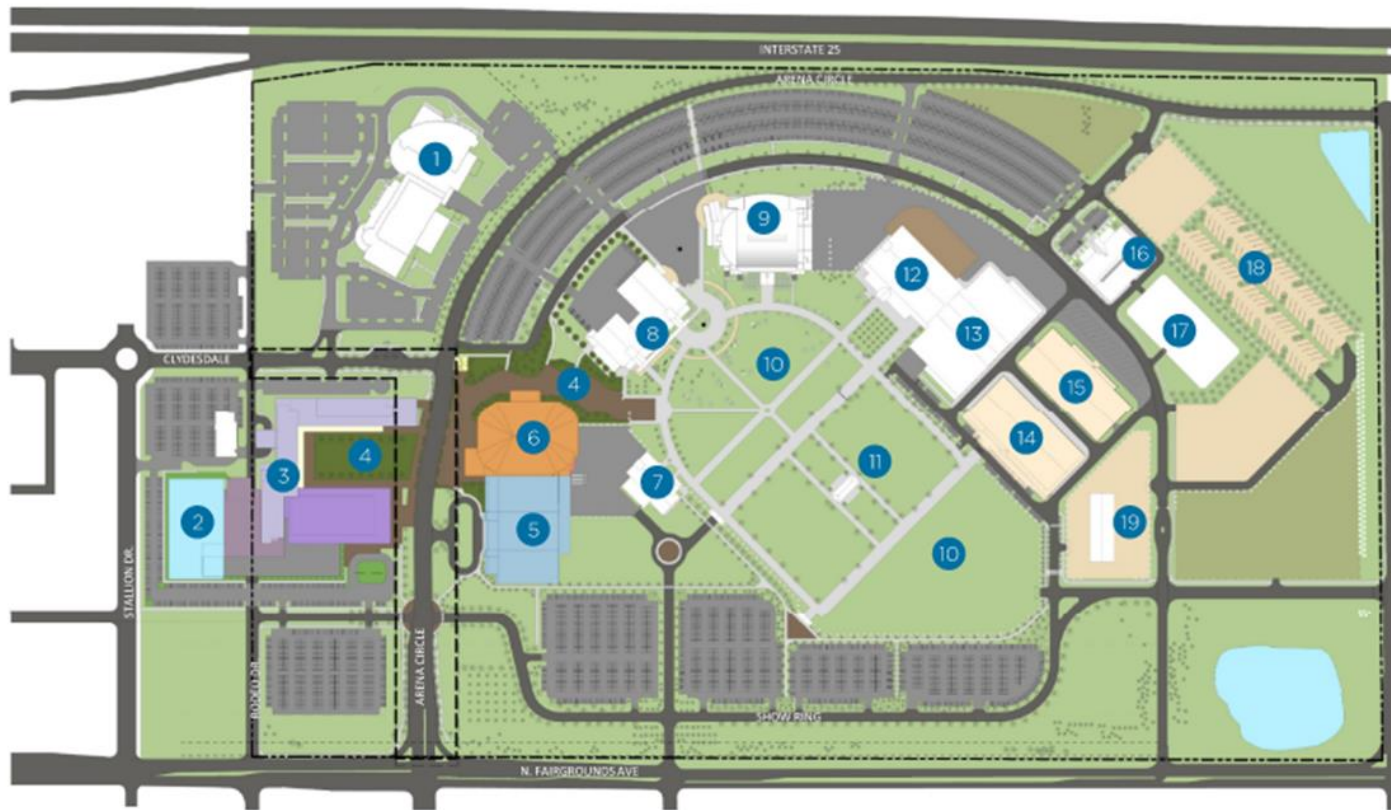 INTERSTATE 25
ARENA CIRCLE
1
9
16
12
18
13
17
8
CLYDESDALE
10
15
4
6
14
4
11
3
7
2
5
19
10
STALLION DR.
RODEO DR.
ARENA CIRCLE
SHOW RING
N. FAIRGROUNDS AVE